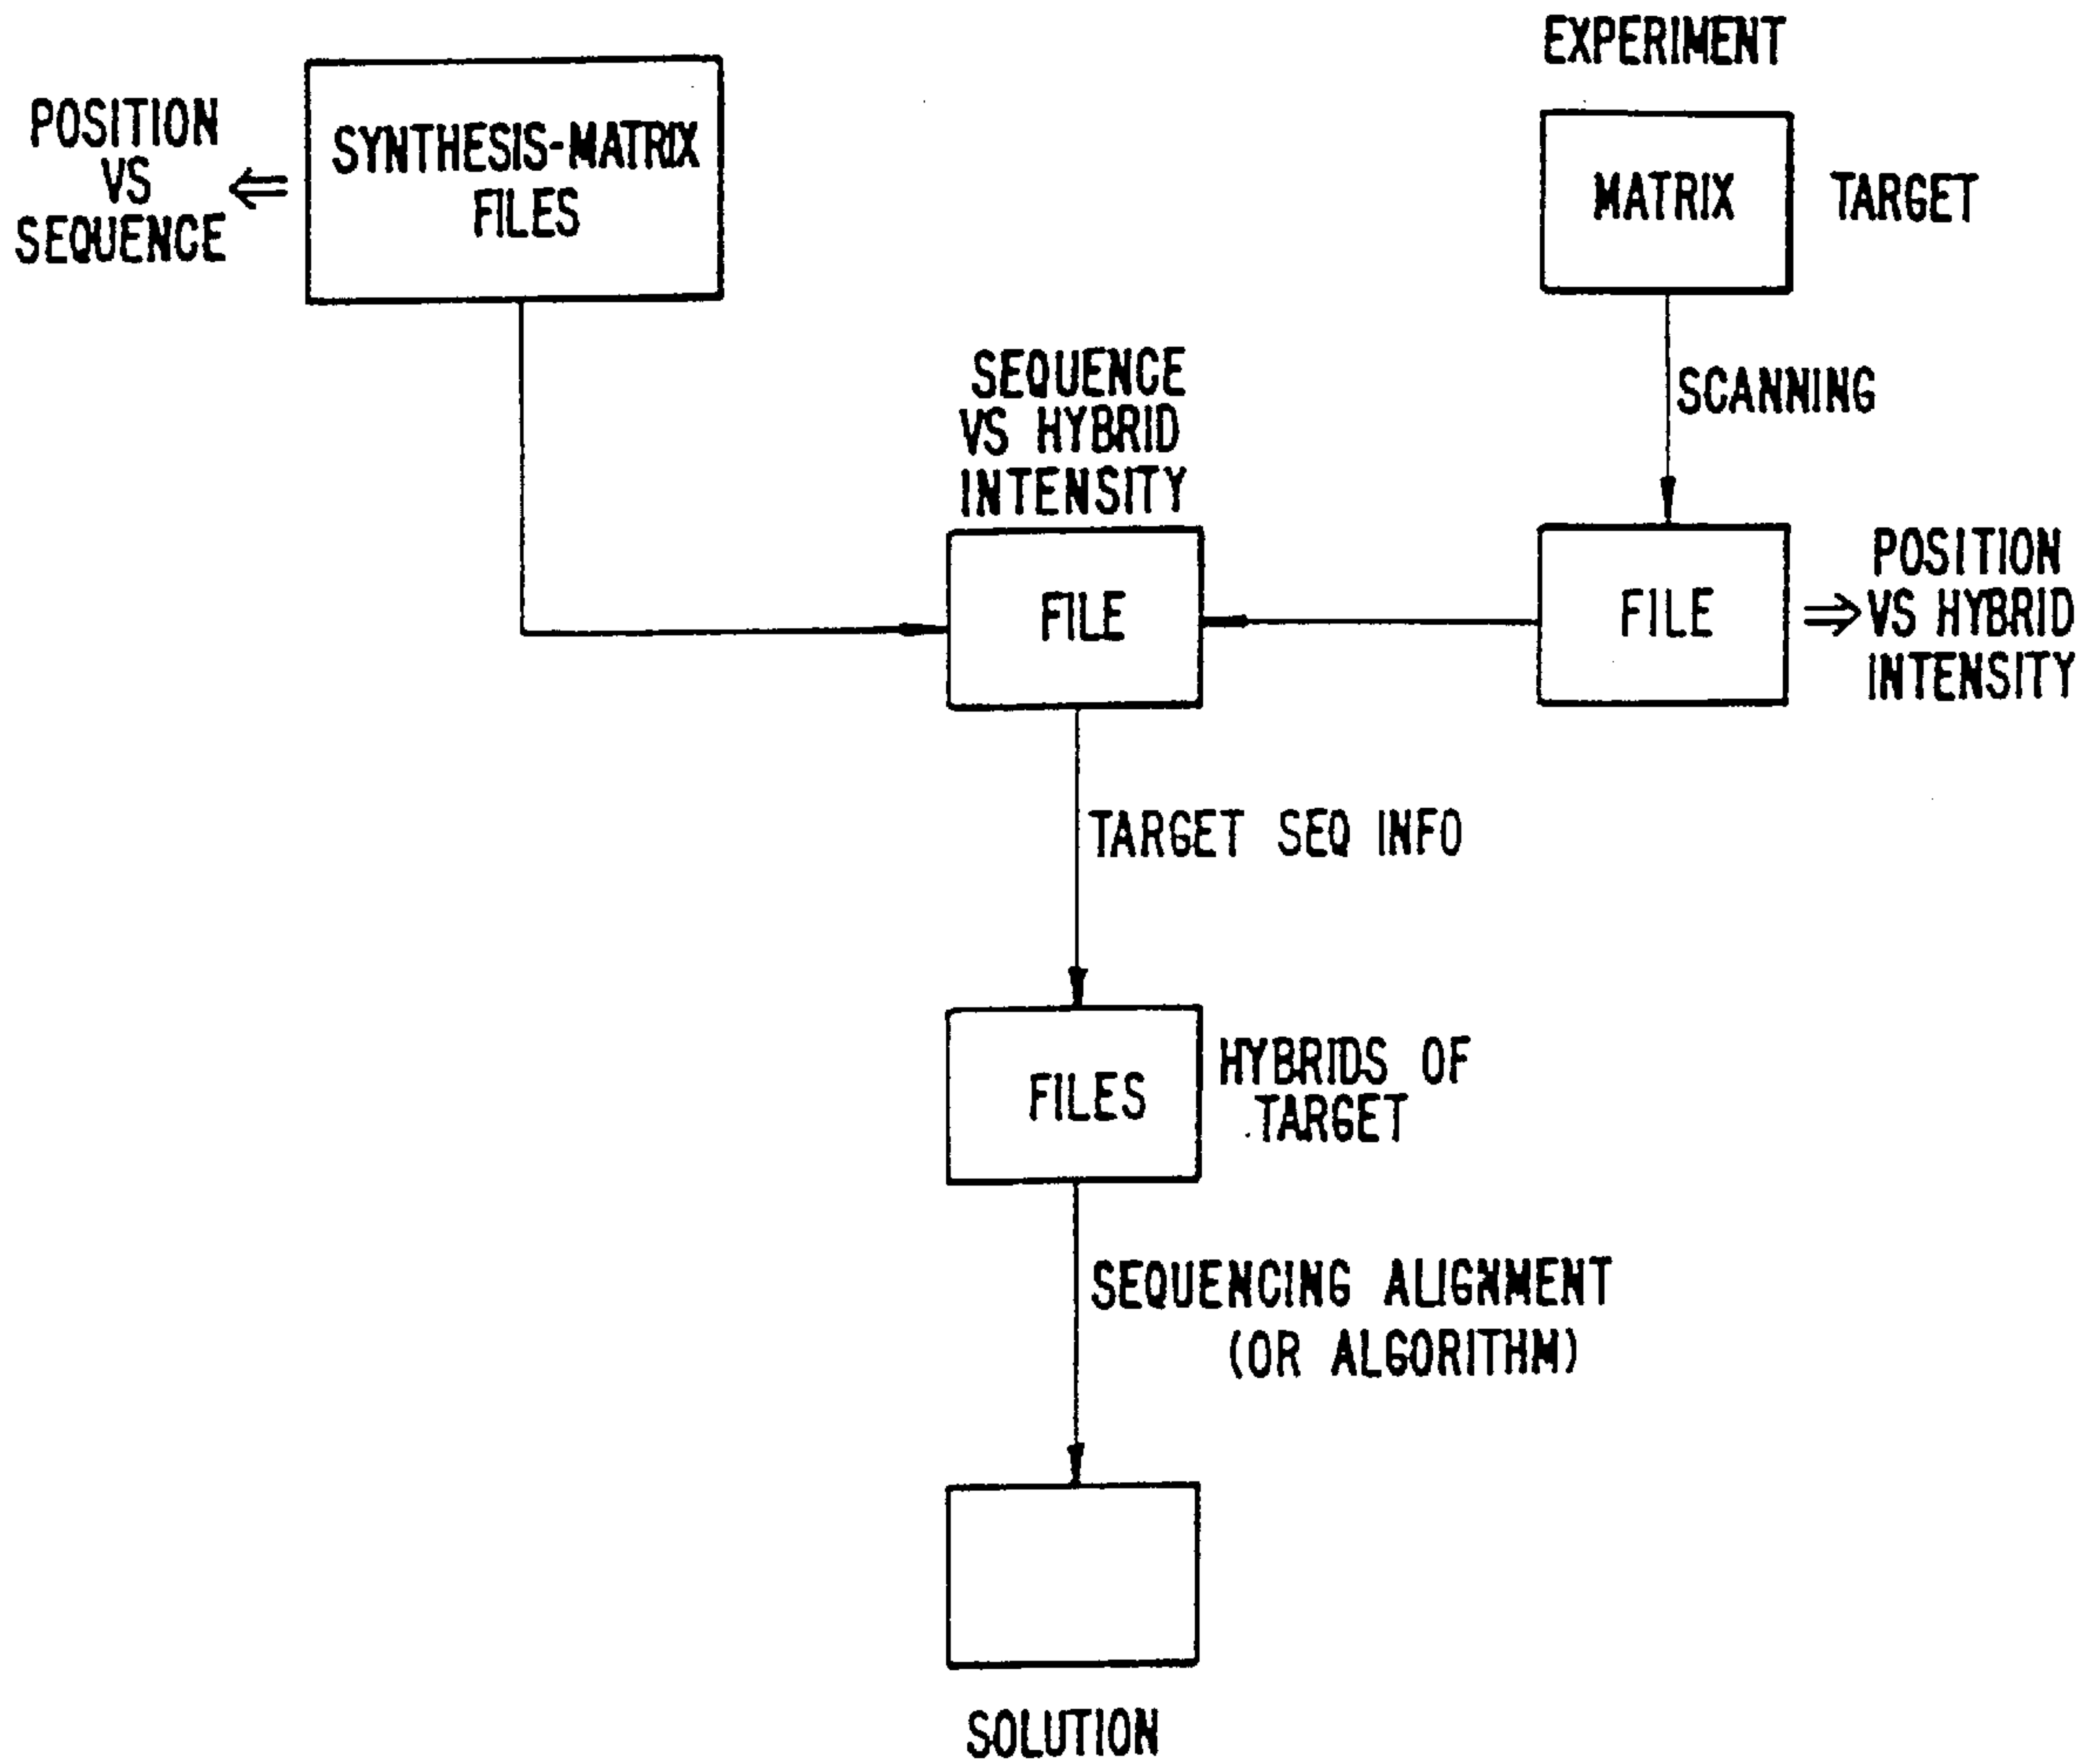 EXPERIMENT
POSITION
VS
SEQUENCE
SYNTHESIS-MATRIX
FILES
MATRIX
TARGET
SCANNING
SEQUENCE
VS HYBRID
INTENSITY
FILE
FILE
POSITION
VS HYBRID
INTENSITY
TARGET SEQ INFO
FILES
HYBRIDS OF
TARGET
SEQUENCING ALIGNMENT
(OR ALGORITHM)
SOLUTION